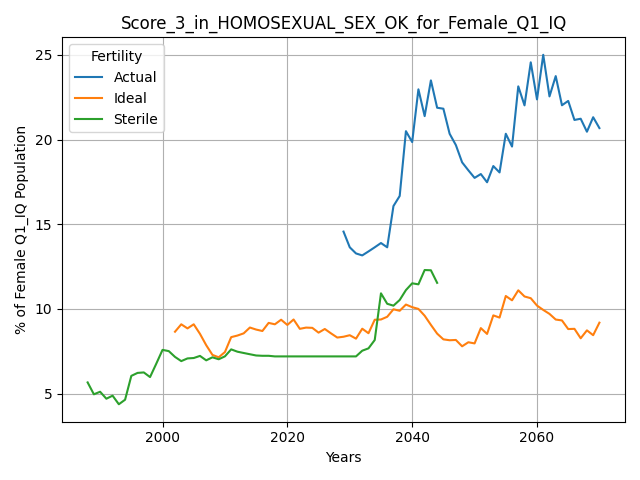 Score_3_in_HOMOSEXUAL_SEX_OK_for_Female_Q1_IQ
Fertility
Actual
Ideal
Sterile
% of Female Q1_IQ Population
25
20
15
10
5
2000
2020
2040
2060
Years